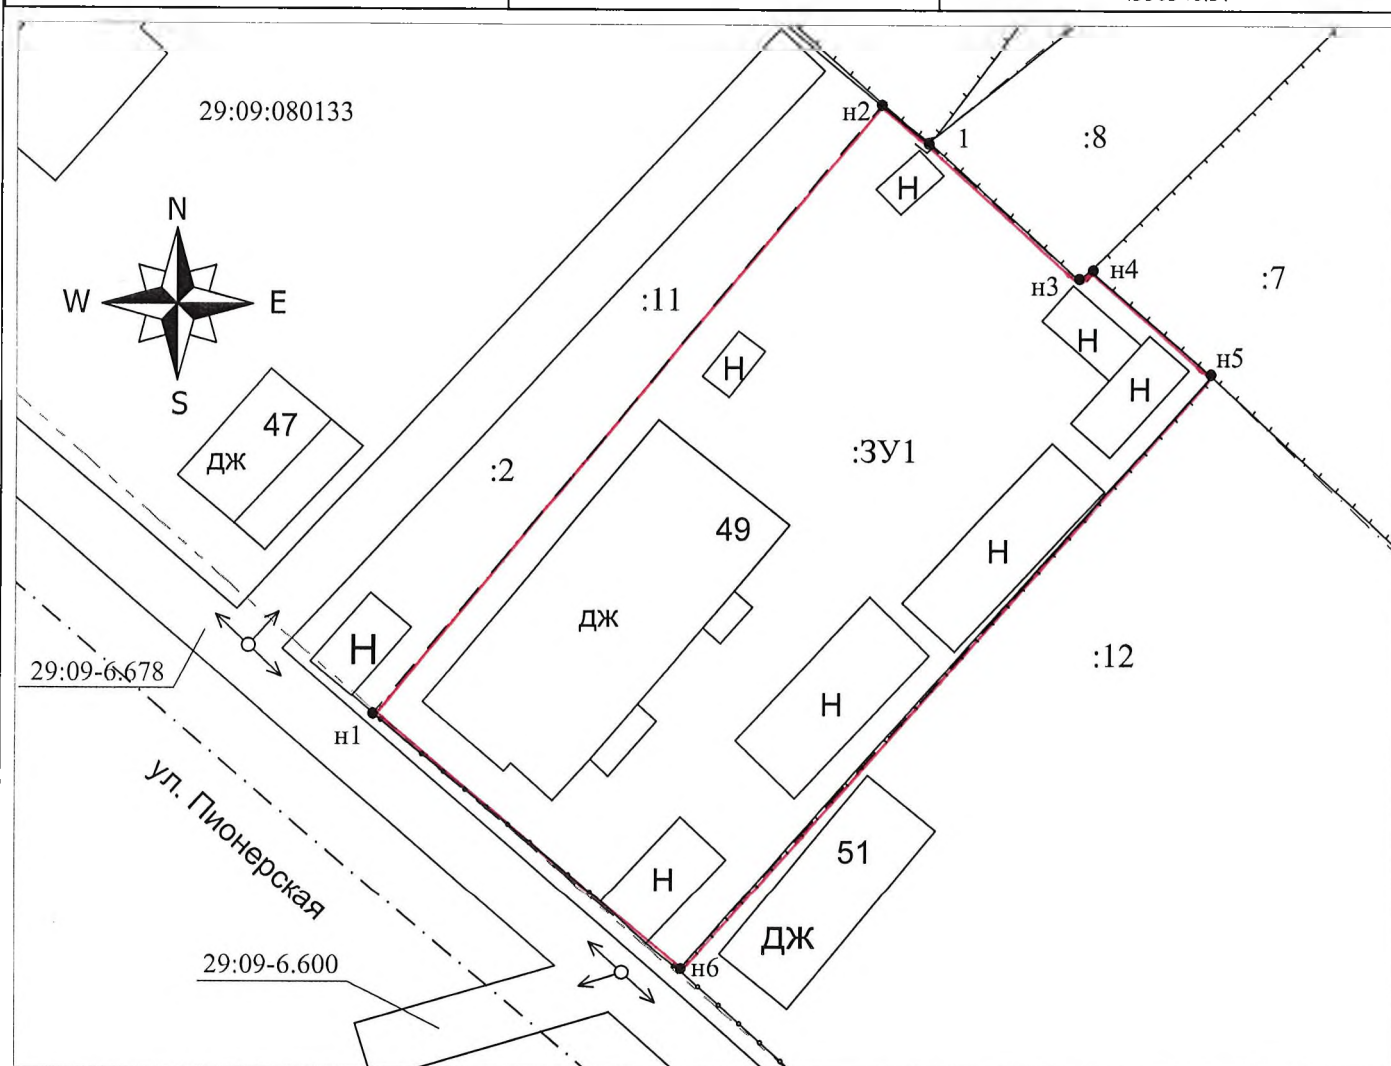 29:09:080133
н2
1
:8
Н
N
W
E
S
:11
н3
н4
:7
Н
Н
н5
Н
47
дж
:2
:ЗУ1
49
Н
дж
:12
Н
29:09-6.678
Н
н1
ул. Пионерская
51
Н
дж
29:09-6.600
н6